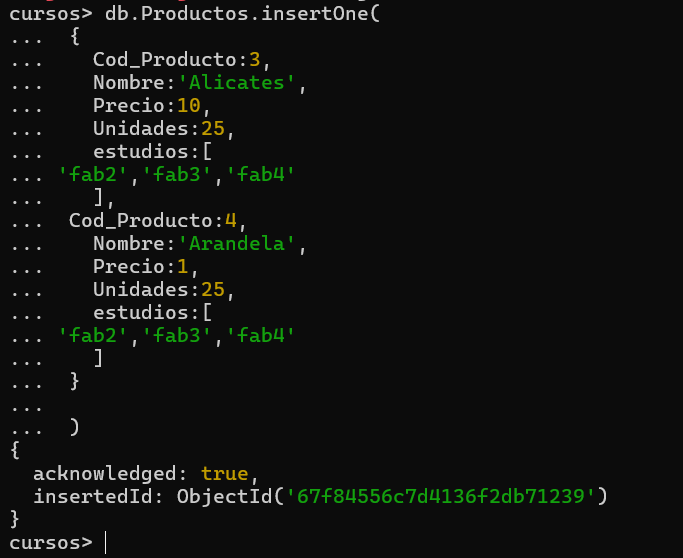 cursos> db.Productos.insertOne(
...  {
...    Cod_Producto:3,
...    Nombre:'Alicates',
...    Precio:10,
...    Unidades:25,
...    estudios:[
... 'fab2','fab3','fab4'
...    ],
...  Cod_Producto:4,
...    Nombre:'Arandela',
...    Precio:1,
...    Unidades:25,
...    estudios:[
... 'fab2','fab3','fab4'
...    ]
...  }
...
...  )
{
  acknowledged: true,
  insertedId: ObjectId('67f84556c7d4136f2db71239')
}
cursos>